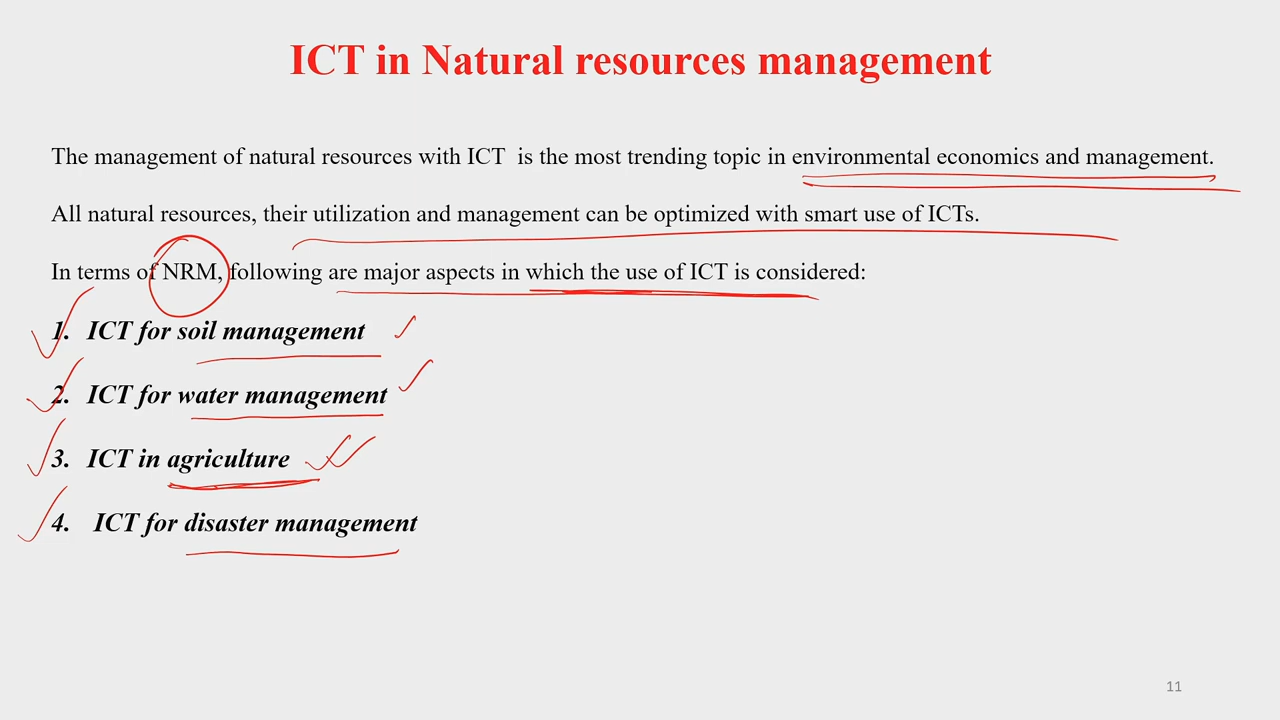 ICT in Natural resources management
The management of natural resources with ICT is the most trending topic in environmental economics and management.
All natural resources, their utilization and management can be optimized with smart use of ICTs.
In terms of NRM, following are major aspects in which the use of ICT is considered:
1. ICT for soil management
2. ICT for water management
3. ICT in agriculture
4. ICT for disaster management
11